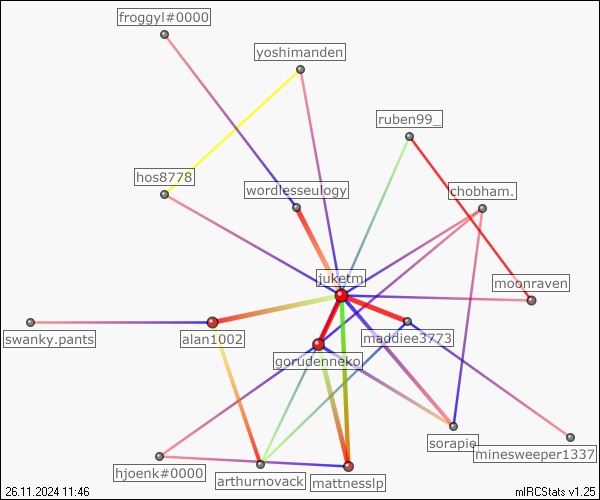 froggyl#0000
yoshimanden
ruben99_
hos8778
wordlesseulogy
chobham.
juketm
moonraven
swanky.pants
alan1002
maddiee3773
gorudenneko
sorapie
minesweeper1337
hjoenk#0000
arthurnovack
mattnesslp
26.11.2024 11:46
mIRCStats v1.25